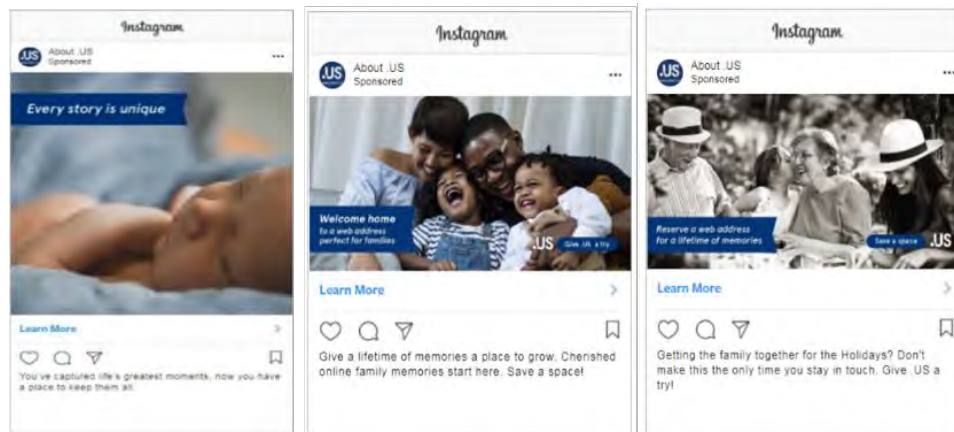 Instagram
.US
About .US
Sponsored
Every story is unique
Learn More
You've captured life's greatest moments, now you have
a place to keep them all.
Instagram
.US
About .US
Sponsored
Welcome home
to a web address
perfect for families
.US
Give .US a try
Learn More
Give a lifetime of memories a place to grow. Cherished
online family memories start here. Save a space!
Instagram
.US
About .US
Sponsored
Reserve a web address
for a lifetime of memories
Save a space
.US
Learn More
Getting the family together for the Holidays? Don't
make this the only time you stay in touch. Give .US a
try!